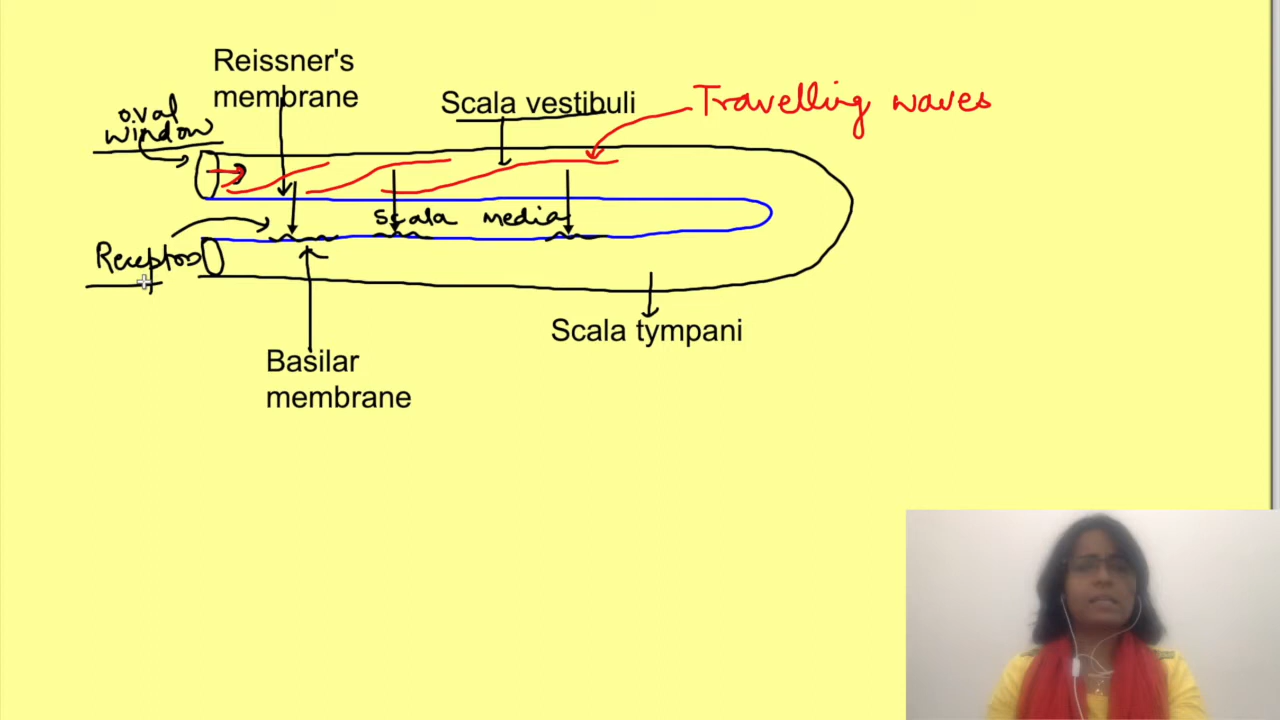 Reissner's
membrane
Scala vestibuli
Travelling waves
oval
window
scala media
Receptors
Scala tympani
Basilar
membrane